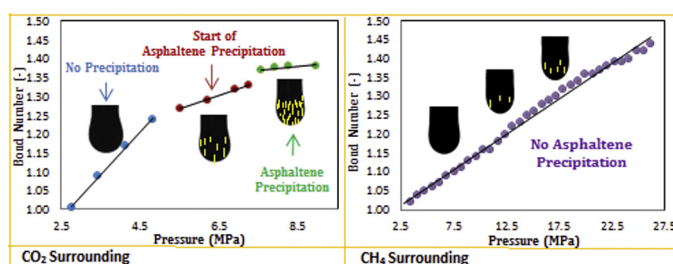 Bond Number [-]
1.50
1.45
1.40
1.35
1.30
1.25
1.20
1.15
1.10
1.05
1.00
No Precipitation
Start of
Asphaltene Precipitation
Asphaltene
Precipitation
2.5 4.5 6.5 8.5
Pressure (MPa)
CO₂ Surrounding
Bond Number [-]
1.50
1.45
1.40
1.35
1.30
1.25
1.20
1.15
1.10
1.05
1.00
No Asphaltene
Precipitation
2.5 7.5 12.5 17.5 22.5 27.5
Pressure (MPa)
CH₄ Surrounding